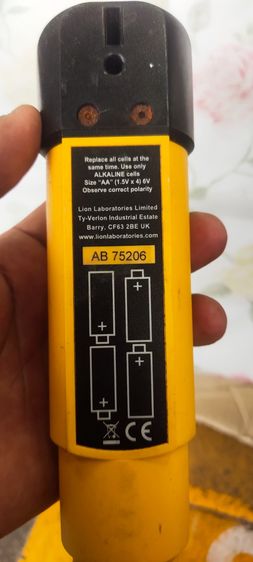 Replace all cells at the
same time. Use only
ALKALINE cells
Size "AA" (1.5V x 4) 6V
Observe correct polarity
Lion Laboratories Limited
Ty-Verlon Industrial Estate
Barry, CF63 2BE UK
www.lionlaboratories.com
AB 75206
+ +
+ +
CE